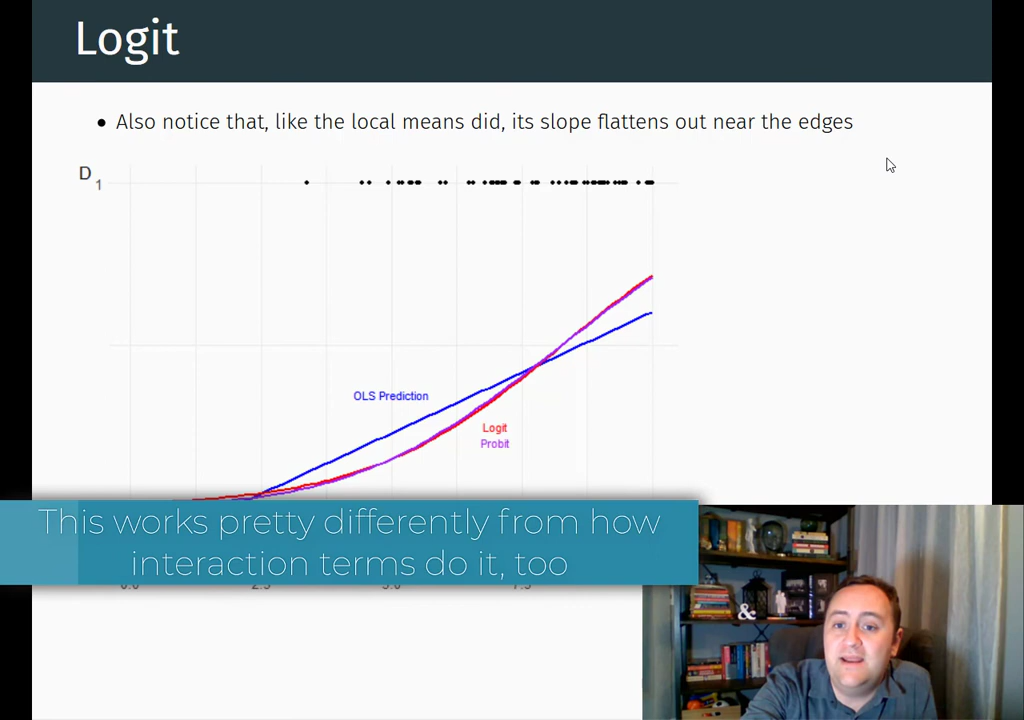 Logit
• Also notice that, like the local means did, its slope flattens out near the edges
D
1
OLS Prediction
Logit
Probit
This works pretty differently from how
interaction terms do it, too
&